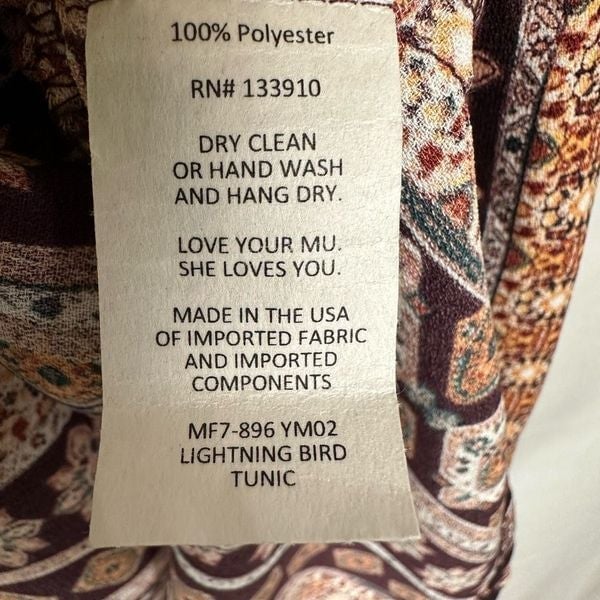 100% Polyester
RN# 133910
DRY CLEAN
OR HAND WASH
AND HANG DRY.
LOVE YOUR MU.
SHE LOVES YOU.
MADE IN THE USA
OF IMPORTED FABRIC
AND IMPORTED
COMPONENTS
MF7-896 YM02
LIGHTNING BIRD
TUNIC